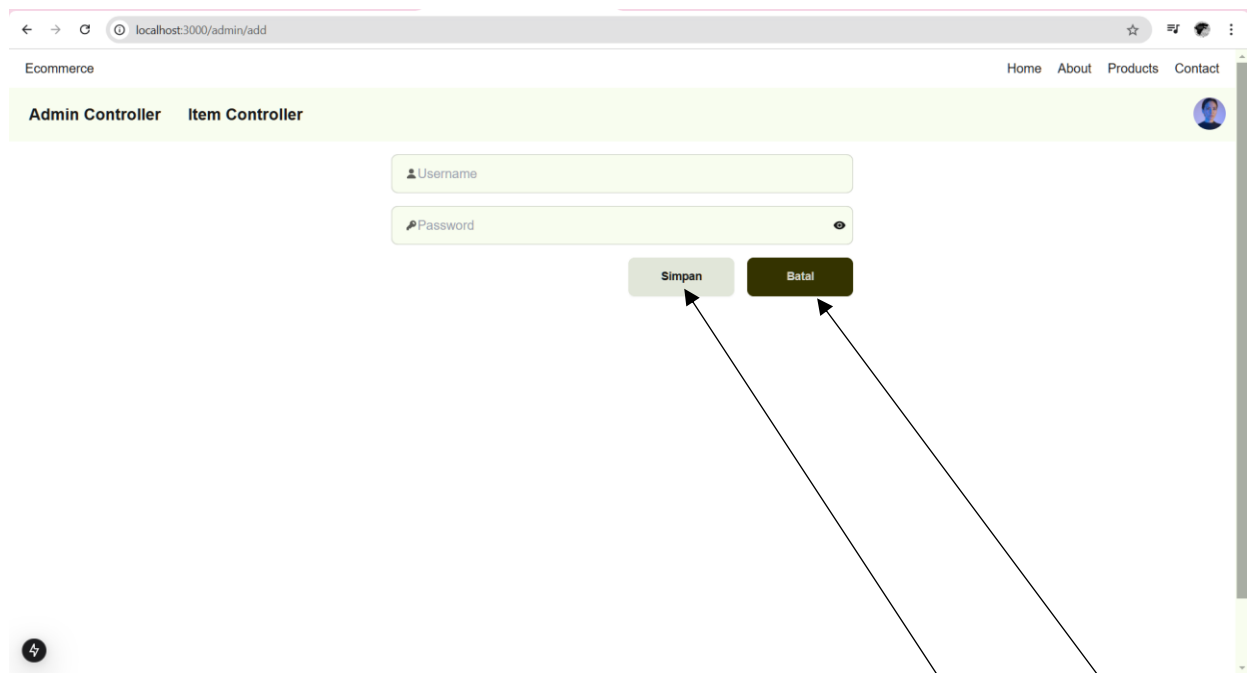 localhost:3000/admin/add
Ecommerce Home About Products Contact
Admin Controller Item Controller
Username
Password
Simpan Batal